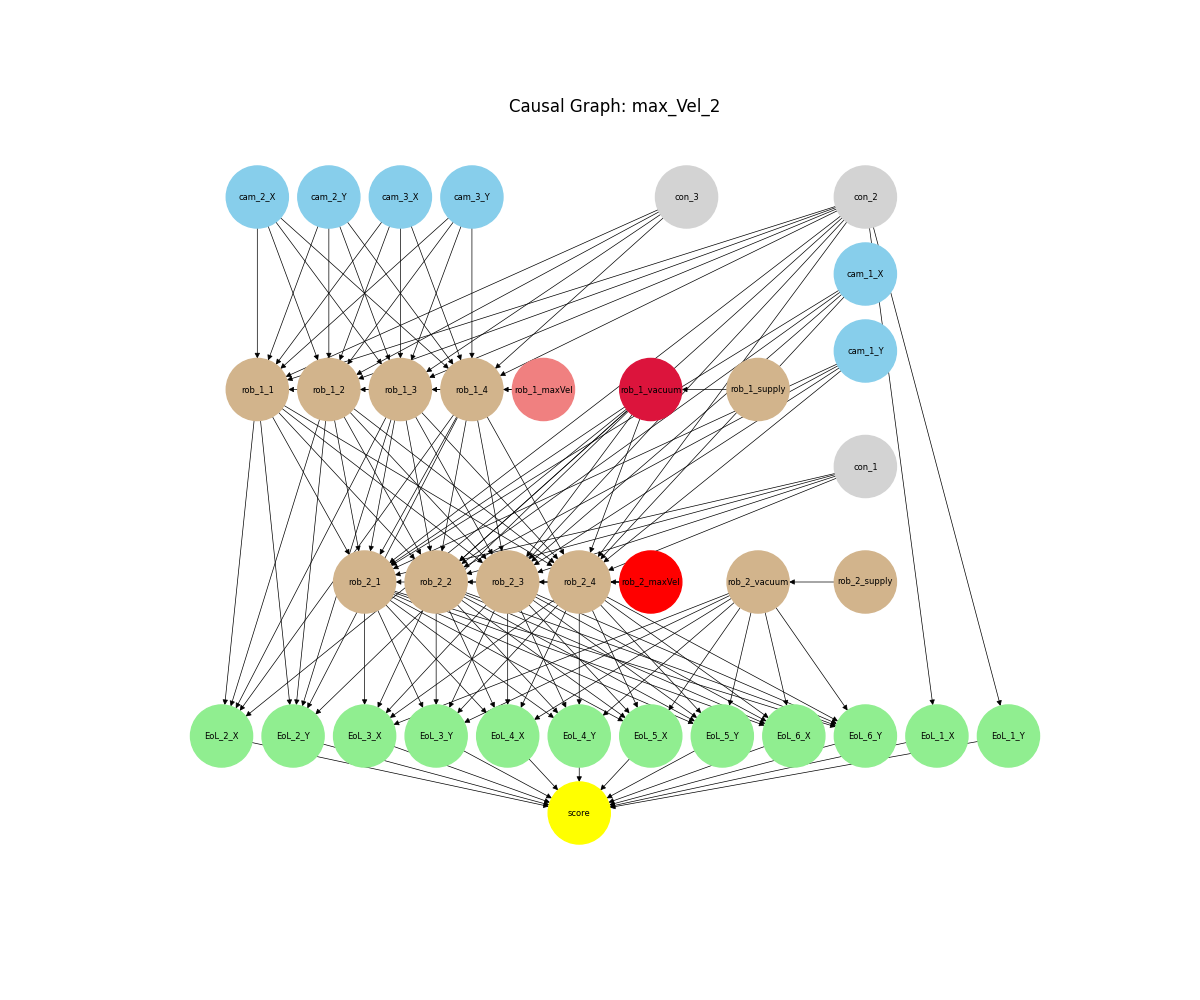 Causal Graph: max_Vel_2
cam_2_X
cam_2_Y
cam_3_X
cam_3_Y
con_3
con_2
cam_1_X
cam_1_Y
rob_1_1
rob_1_2
rob_1_3
rob_1_4
rob_1_maxVel
rob_1_vacuum
rob_1_supply
con_1
rob_2_1
rob_2_2
rob_2_3
rob_2_4
rob_2_maxVel
rob_2_vacuum
rob_2_supply
EoL_2_X
EoL_2_Y
EoL_3_X
EoL_3_Y
EoL_4_X
EoL_4_Y
EoL_5_X
EoL_5_Y
EoL_6_X
EoL_6_Y
EoL_1_X
EoL_1_Y
score